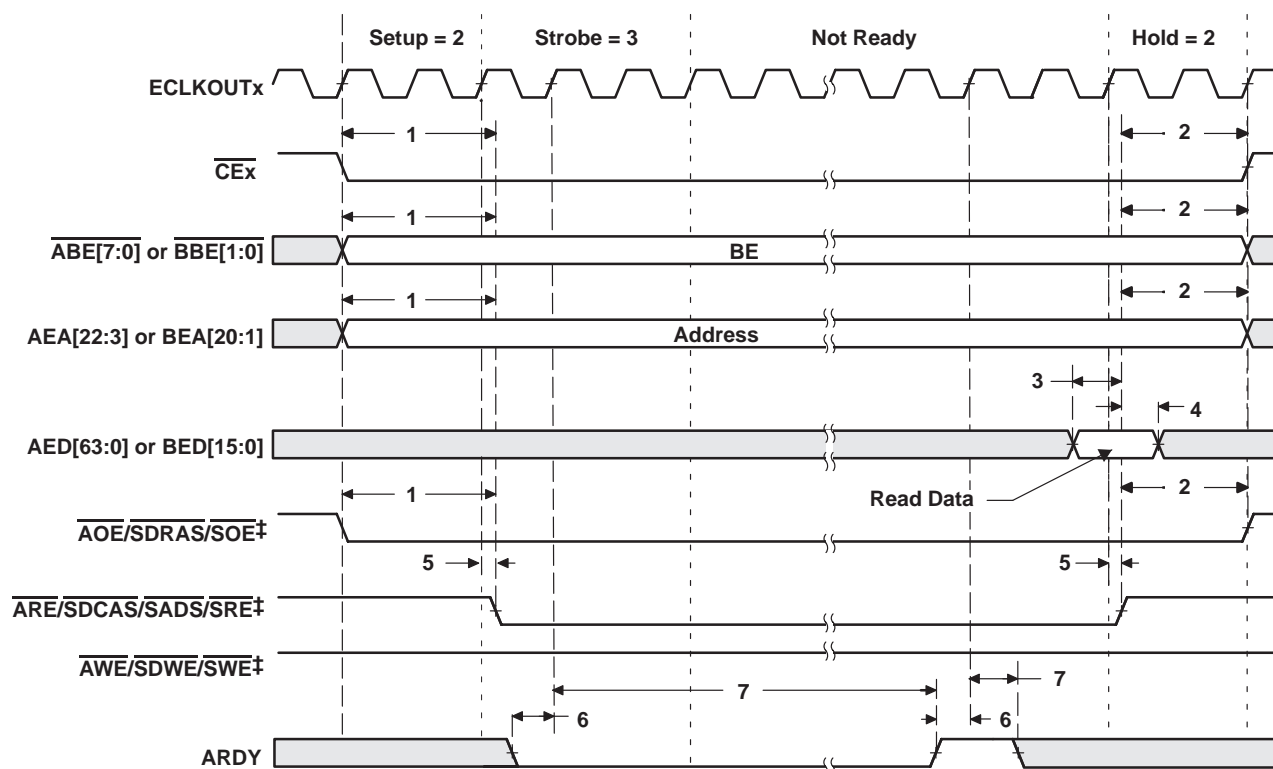 Setup = 2 Strobe = 3 Not Ready Hold = 2
ECLKOUTx
1 2
CEx
1 2
ABE[7:0] or BBE[1:0] BE
1 2
AEA[22:3] or BEA[20:1] Address
3
4
AED[63:0] or BED[15:0]
1 Read Data 2
AOE/SDRAS/SOE‡
5 5
ARE/SDCAS/SADS/SRE‡
AWE/SDWE/SWE‡
7 7
6 6
ARDY